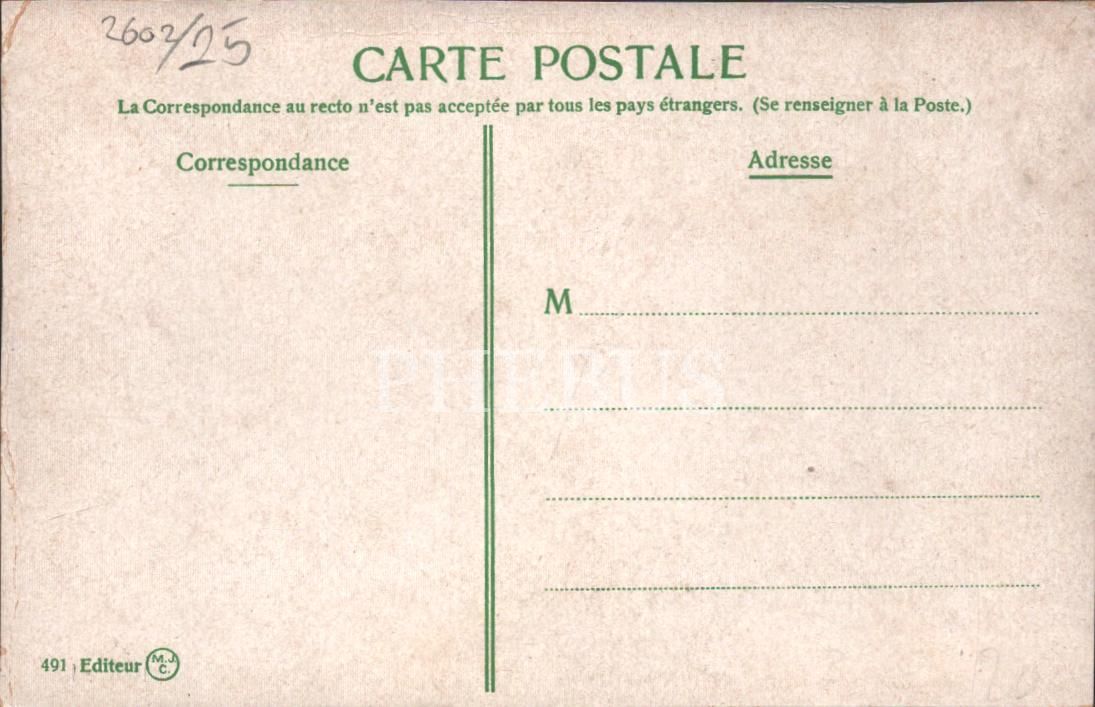 2602/25
CARTE POSTALE
La Correspondance au recto n'est pas acceptée par tous les pays étrangers. (Se renseigner à la Poste.)
Correspondance
Adresse
M
PHEBUS
491 Editeur M.J.C.